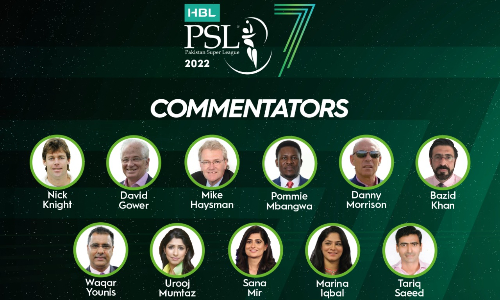 HBL
PSL
Pakistan Super League
2022
7
COMMENTATORS
Nick
Knight
David
Gower
Mike
Haysman
Pommie
Mbangwa
Danny
Morrison
Bazid
Khan
Waqar
Younis
Urooj
Mumtaz
Sana
Mir
Marina
Iqbal
Tariq
Saeed